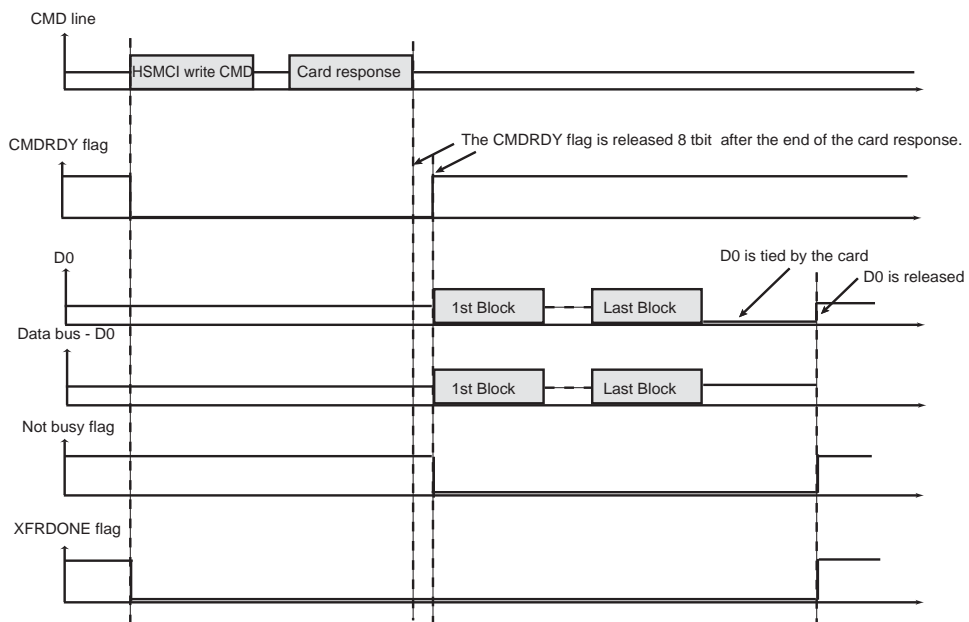 CMD line
HSMCI write CMD
Card response
The CMDRDY flag is released 8 tbit after the end of the card response.
CMDRDY flag
D0 is tied by the card
D0
D0 is released
1st Block
Last Block
Data bus - D0
1st Block
Last Block
Not busy flag
XFRDONE flag